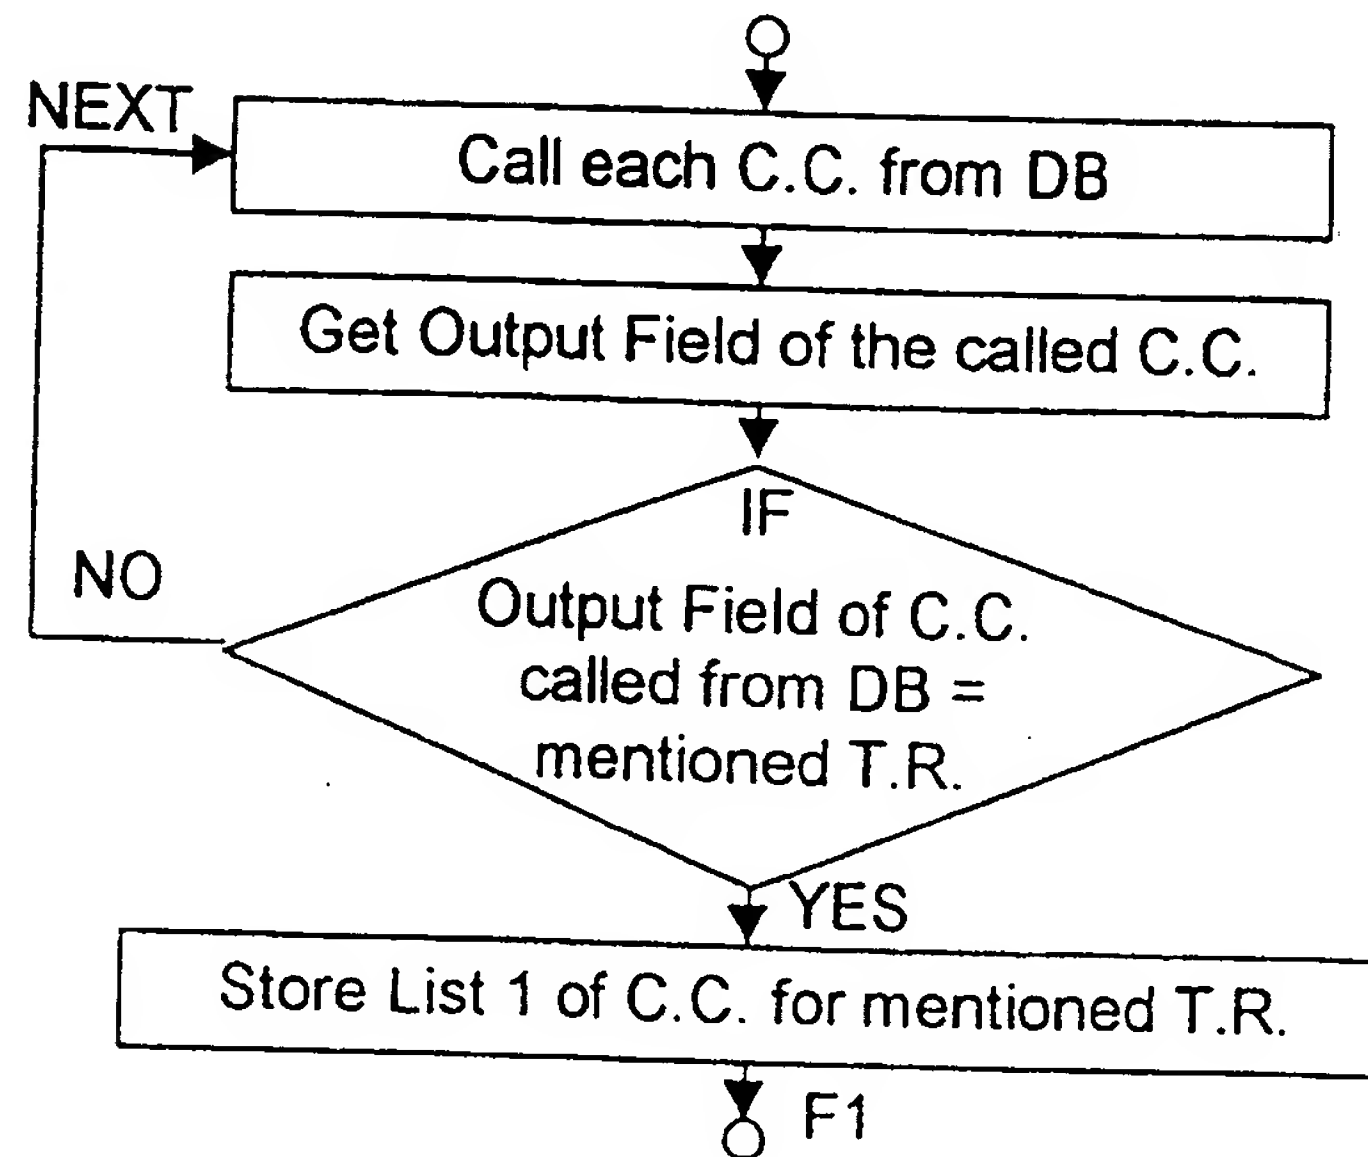 NEXT
Call each C.C. from DB
Get Output Field of the called C.C.
IF
NO
Output Field of C.C.
called from DB =
mentioned T.R.
YES
Store List 1 of C.C. for mentioned T.R.
F1